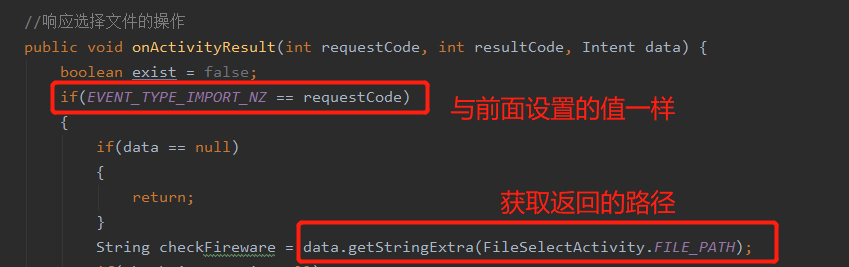 //响应选择文件的操作
public void onActivityResult(int requestCode, int resultCode, Intent data) {
boolean exist = false;
if(EVENT_TYPE_IMPORT_NZ == requestCode)
与前面设置的值一样
{
if(data == null)
{
return;
获取返回的路径
}
String checkFireware = data.getStringExtra(FileSelectActivity.FILE_PATH);